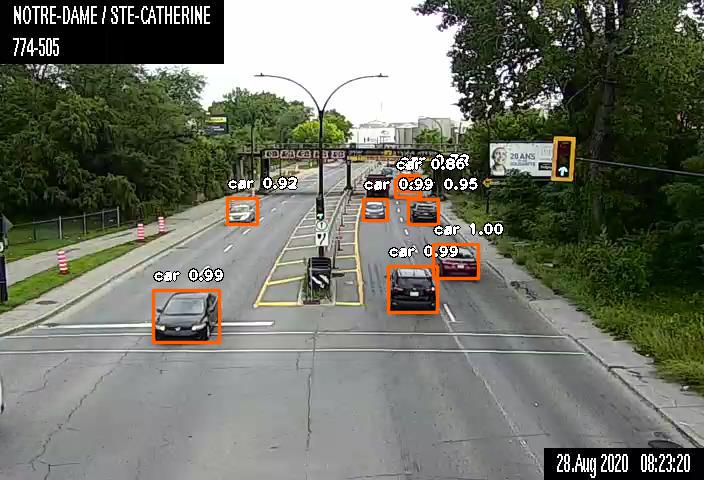 NOTRE-DAME / STE-CATHERINE
774-505
car 0.86
car 0.92
car 0.99
0.95
car 1.00
car 0.99
car 0.99
20 ANS
28.Aug 2020 08:23:20